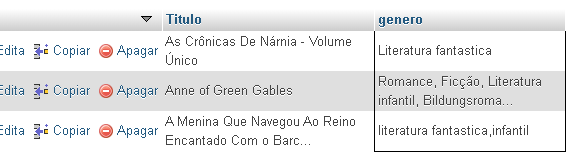 Titulo genero
Edita Copiar Apagar As Crônicas De Nárnia - Volume Único Literatura fantastica
Edita Copiar Apagar Anne of Green Gables Romance, Ficção, Literatura infantil, Bildungsroma...
Edita Copiar Apagar A Menina Que Navegou Ao Reino Encantado Com o Barc... literatura fantastica,infantil